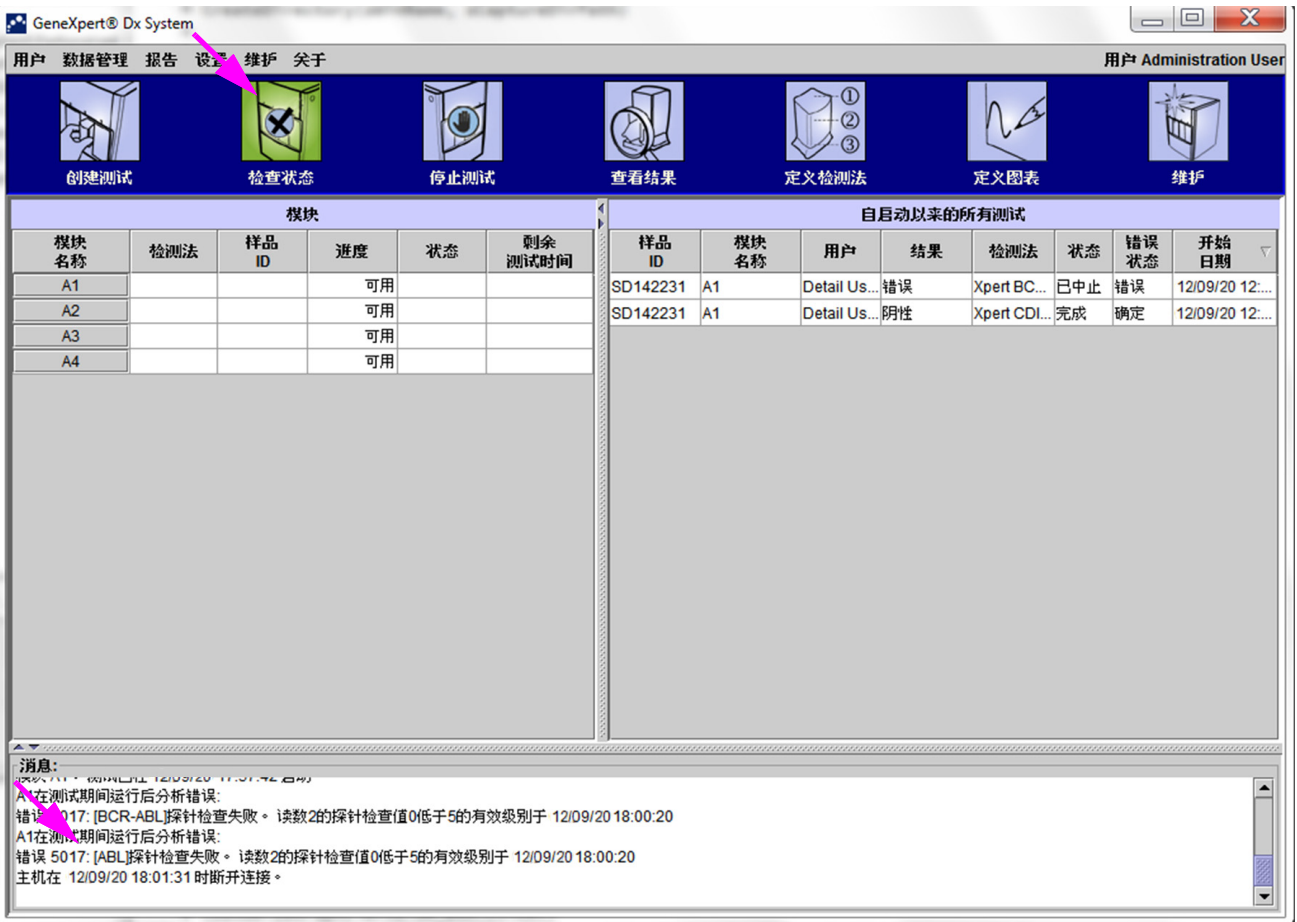 GeneXpert® Dx System
用户 数据管理 报告 设置 维护 关于
用户 Administration User
创建测试 检查状态 停止测试 查看结果 定义检测法 定义图表 维护
模块
自启动以来的所有测试
模块名称 检测法 样品ID 进度 状态 剩余测试时间
样品ID 模块名称 用户 结果 检测法 状态 错误状态 开始日期
A1 可用
A2 可用
A3 可用
A4 可用
SD142231 A1 Detail Us... 错误 Xpert BC... 已中止 错误 12/09/20 12:...
SD142231 A1 Detail Us... 阴性 Xpert CDI... 完成 确定 12/09/20 12:...
消息:
A1在测试期间运行后分析错误:
错误 5017: [BCR-ABL]探针检查失败。 读数2的探针检查值0低于5的有效级别于 12/09/20 18:00:20
A1在测试期间运行后分析错误:
错误 5017: [ABL]探针检查失败。 读数2的探针检查值0低于5的有效级别于 12/09/20 18:00:20
主机在 12/09/20 18:01:31 时断开连接。